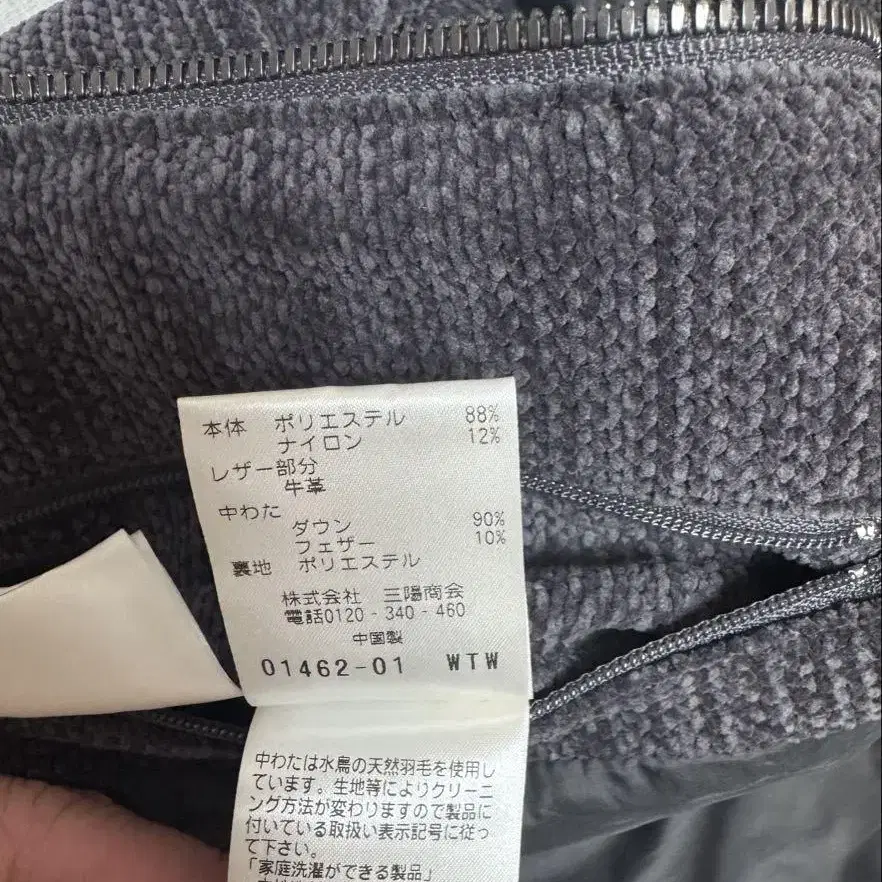 本体 ポリエステル 88%
ナイロン 12%
レザー部分
牛革
中わた
ダウン 90%
フェザー 10%
裏地 ポリエステル
株式会社 三陽商会
電話0120-340-460
中国製
01462-01 WTW
中わたは水鳥の天然羽毛を使用し
ています。生地等によりクリーニ
ング方法が変わりますので製品に
付いている取扱い表示記号に従っ
て下さい。
「家庭洗濯ができる製品」